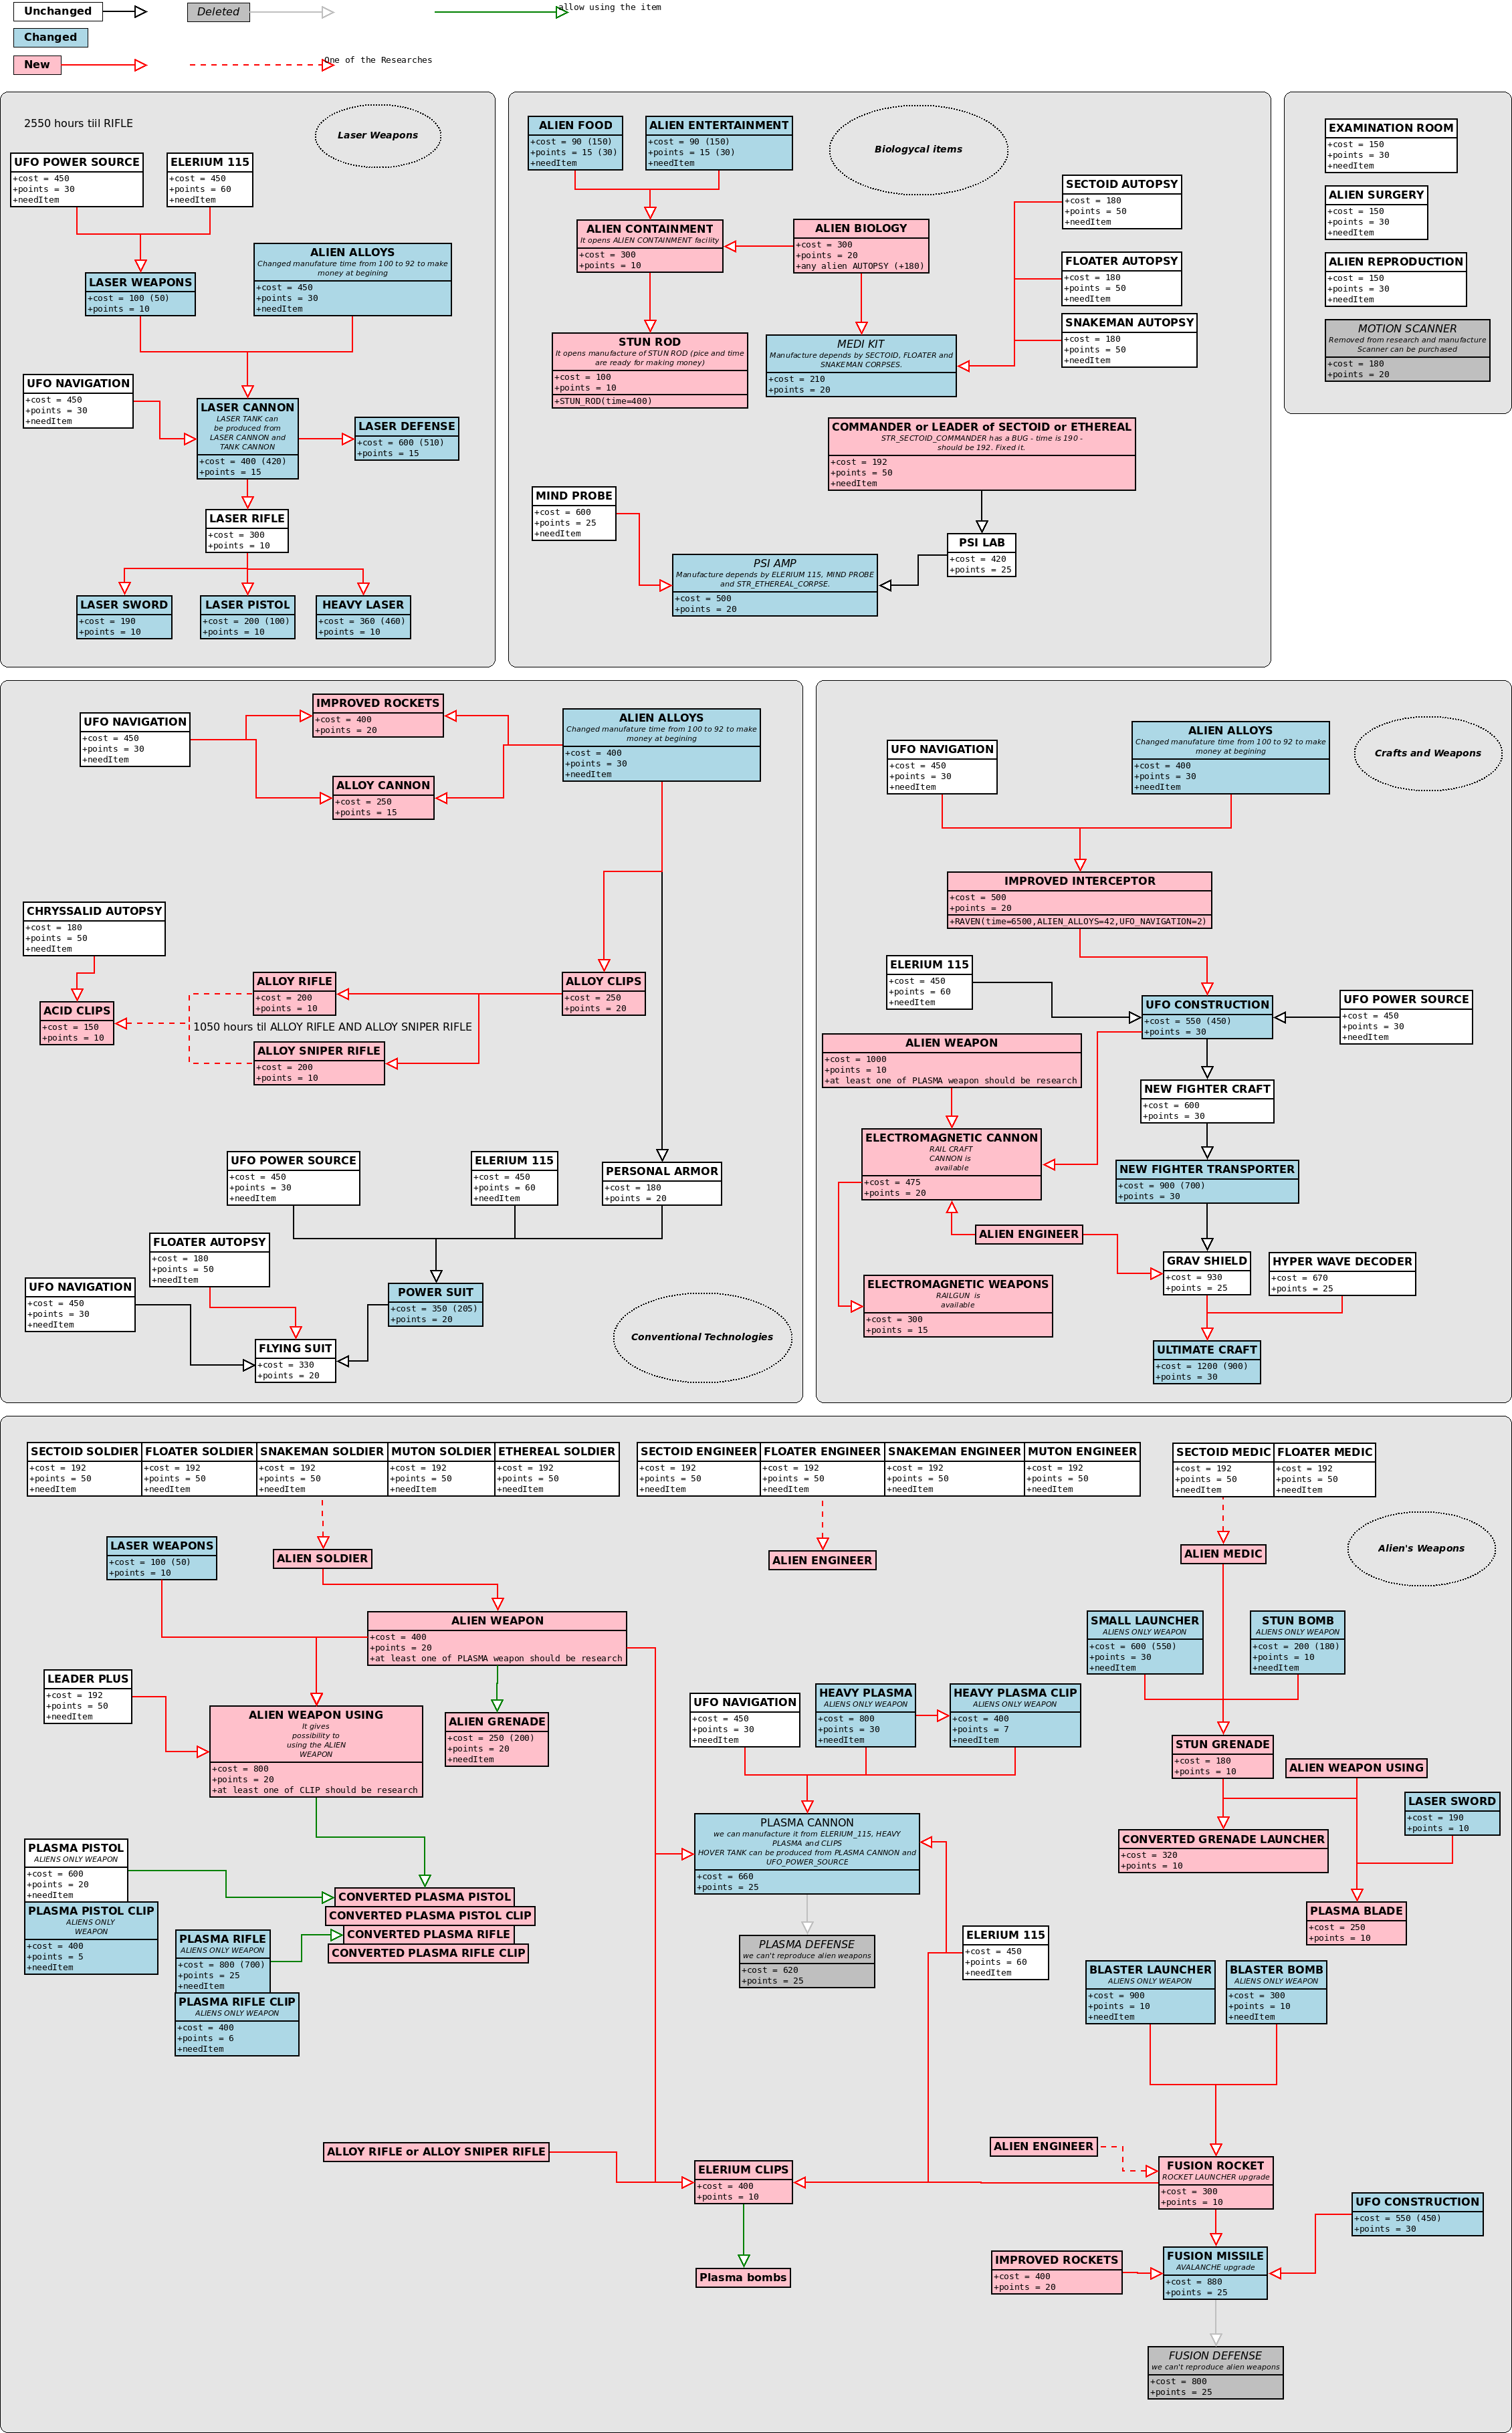 Unchanged
Deleted
allow using the item
Changed
New
One of the Researches
2550 hours tiil RIFLE
Laser Weapons
UFO POWER SOURCE
+cost = 450
+points = 30
+needItem
ELERIUM 115
+cost = 450
+points = 60
+needItem
ALIEN ALLOYS
Changed manufature time from 100 to 92 to make
money at begining
+cost = 450
+points = 30
+needItem
LASER WEAPONS
+cost = 100 (50)
+points = 10
UFO NAVIGATION
+cost = 450
+points = 30
+needItem
LASER CANNON
LASER TANK can
be produced from
LASER CANNON and
TANK CANNON
+cost = 400 (420)
+points = 15
LASER DEFENSE
+cost = 600 (510)
+points = 15
LASER RIFLE
+cost = 300
+points = 10
LASER SWORD
+cost = 190
+points = 10
LASER PISTOL
+cost = 200 (100)
+points = 10
HEAVY LASER
+cost = 360 (460)
+points = 10
ALIEN FOOD
+cost = 90 (150)
+points = 15 (30)
+needItem
ALIEN ENTERTAINMENT
+cost = 90 (150)
+points = 15 (30)
+needItem
Biologycal items
SECTOID AUTOPSY
+cost = 180
+points = 50
+needItem
ALIEN CONTAINMENT
It opens ALIEN CONTAINMENT facility
+cost = 300
+points = 10
ALIEN BIOLOGY
+cost = 300
+points = 20
+any alien AUTOPSY (+180)
FLOATER AUTOPSY
+cost = 180
+points = 50
+needItem
SNAKEMAN AUTOPSY
+cost = 180
+points = 50
+needItem
STUN ROD
It opens manufacture of STUN ROD (pice and time
are ready for making money)
+cost = 100
+points = 10
+STUN_ROD(time=400)
MEDI KIT
Manufacture depends by SECTOID, FLOATER and
SNAKEMAN CORPSES.
+cost = 210
+points = 20
COMMANDER or LEADER of SECTOID or ETHEREAL
STR_SECTOID_COMMANDER has a BUG - time is 190 -
should be 192. Fixed it.
+cost = 192
+points = 50
+needItem
MIND PROBE
+cost = 600
+points = 25
+needItem
PSI LAB
+cost = 420
+points = 25
PSI AMP
Manufacture depends by ELERIUM 115, MIND PROBE
and STR_ETHEREAL_CORPSE.
+cost = 500
+points = 20
EXAMINATION ROOM
+cost = 150
+points = 30
+needItem
ALIEN SURGERY
+cost = 150
+points = 30
+needItem
ALIEN REPRODUCTION
+cost = 150
+points = 30
+needItem
MOTION SCANNER
Removed from research and manufacture
Scanner can be purchased
+cost = 180
+points = 20
UFO NAVIGATION
+cost = 450
+points = 30
+needItem
IMPROVED ROCKETS
+cost = 400
+points = 20
ALIEN ALLOYS
Changed manufature time from 100 to 92 to make
money at begining
+cost = 400
+points = 30
+needItem
ALLOY CANNON
+cost = 250
+points = 15
CHRYSSALID AUTOPSY
+cost = 180
+points = 50
+needItem
ACID CLIPS
+cost = 150
+points = 10
ALLOY RIFLE
+cost = 200
+points = 10
ALLOY CLIPS
+cost = 250
+points = 20
1050 hours til ALLOY RIFLE AND ALLOY SNIPER RIFLE
ALLOY SNIPER RIFLE
+cost = 200
+points = 10
UFO POWER SOURCE
+cost = 450
+points = 30
+needItem
ELERIUM 115
+cost = 450
+points = 60
+needItem
PERSONAL ARMOR
+cost = 180
+points = 20
FLOATER AUTOPSY
+cost = 180
+points = 50
+needItem
UFO NAVIGATION
+cost = 450
+points = 30
+needItem
POWER SUIT
+cost = 350 (205)
+points = 20
FLYING SUIT
+cost = 330
+points = 20
Conventional Technologies
UFO NAVIGATION
+cost = 450
+points = 30
+needItem
ALIEN ALLOYS
Changed manufature time from 100 to 92 to make
money at begining
+cost = 400
+points = 30
+needItem
Crafts and Weapons
IMPROVED INTERCEPTOR
+cost = 500
+points = 20
+RAVEN(time=6500,ALIEN_ALLOYS=42,UFO_NAVIGATION=2)
ELERIUM 115
+cost = 450
+points = 60
+needItem
UFO CONSTRUCTION
+cost = 550 (450)
+points = 30
UFO POWER SOURCE
+cost = 450
+points = 30
+needItem
ALIEN WEAPON
+cost = 1000
+points = 10
+at least one of PLASMA weapon should be research
NEW FIGHTER CRAFT
+cost = 600
+points = 30
ELECTROMAGNETIC CANNON
RAIL CRAFT
CANNON is
available
+cost = 475
+points = 20
NEW FIGHTER TRANSPORTER
+cost = 900 (700)
+points = 30
ALIEN ENGINEER
GRAV SHIELD
+cost = 930
+points = 25
HYPER WAVE DECODER
+cost = 670
+points = 25
ELECTROMAGNETIC WEAPONS
RAILGUN is
available
+cost = 300
+points = 15
ULTIMATE CRAFT
+cost = 1200 (900)
+points = 30
SECTOID SOLDIER
+cost = 192
+points = 50
+needItem
FLOATER SOLDIER
+cost = 192
+points = 50
+needItem
SNAKEMAN SOLDIER
+cost = 192
+points = 50
+needItem
MUTON SOLDIER
+cost = 192
+points = 50
+needItem
ETHEREAL SOLDIER
+cost = 192
+points = 50
+needItem
SECTOID ENGINEER
+cost = 192
+points = 50
+needItem
FLOATER ENGINEER
+cost = 192
+points = 50
+needItem
SNAKEMAN ENGINEER
+cost = 192
+points = 50
+needItem
MUTON ENGINEER
+cost = 192
+points = 50
+needItem
SECTOID MEDIC
+cost = 192
+points = 50
+needItem
FLOATER MEDIC
+cost = 192
+points = 50
+needItem
Alien's Weapons
LASER WEAPONS
+cost = 100 (50)
+points = 10
ALIEN SOLDIER
ALIEN ENGINEER
ALIEN MEDIC
ALIEN WEAPON
+cost = 400
+points = 20
+at least one of PLASMA weapon should be research
SMALL LAUNCHER
ALIENS ONLY WEAPON
+cost = 600 (550)
+points = 30
+needItem
STUN BOMB
ALIENS ONLY WEAPON
+cost = 200 (180)
+points = 10
+needItem
LEADER PLUS
+cost = 192
+points = 50
+needItem
ALIEN WEAPON USING
It gives
possibility to
using the ALIEN
WEAPON
+cost = 800
+points = 20
+at least one of CLIP should be research
ALIEN GRENADE
+cost = 250 (200)
+points = 20
+needItem
UFO NAVIGATION
+cost = 450
+points = 30
+needItem
HEAVY PLASMA
ALIENS ONLY WEAPON
+cost = 800
+points = 30
+needItem
HEAVY PLASMA CLIP
ALIENS ONLY WEAPON
+cost = 400
+points = 7
+needItem
STUN GRENADE
+cost = 180
+points = 10
ALIEN WEAPON USING
LASER SWORD
+cost = 190
+points = 10
PLASMA CANNON
we can manufacture it from ELERIUM_115, HEAVY
PLASMA and CLIPS
HOVER TANK can be produced from PLASMA CANNON and
UFO_POWER_SOURCE
+cost = 660
+points = 25
CONVERTED GRENADE LAUNCHER
+cost = 320
+points = 10
PLASMA PISTOL
ALIENS ONLY WEAPON
+cost = 600
+points = 20
+needItem
PLASMA PISTOL CLIP
ALIENS ONLY
WEAPON
+cost = 400
+points = 5
+needItem
CONVERTED PLASMA PISTOL
CONVERTED PLASMA PISTOL CLIP
CONVERTED PLASMA RIFLE
CONVERTED PLASMA RIFLE CLIP
PLASMA RIFLE
ALIENS ONLY WEAPON
+cost = 800 (700)
+points = 25
+needItem
PLASMA RIFLE CLIP
ALIENS ONLY WEAPON
+cost = 400
+points = 6
+needItem
PLASMA DEFENSE
we can't reproduce alien weapons
+cost = 620
+points = 25
ELERIUM 115
+cost = 450
+points = 60
+needItem
PLASMA BLADE
+cost = 250
+points = 10
BLASTER LAUNCHER
ALIENS ONLY WEAPON
+cost = 900
+points = 10
+needItem
BLASTER BOMB
ALIENS ONLY WEAPON
+cost = 300
+points = 10
+needItem
ALLOY RIFLE or ALLOY SNIPER RIFLE
ALIEN ENGINEER
ELERIUM CLIPS
+cost = 400
+points = 10
FUSION ROCKET
ROCKET LAUNCHER upgrade
+cost = 300
+points = 10
UFO CONSTRUCTION
+cost = 550 (450)
+points = 30
Plasma bombs
IMPROVED ROCKETS
+cost = 400
+points = 20
FUSION MISSILE
AVALANCHE upgrade
+cost = 880
+points = 25
FUSION DEFENSE
we can't reproduce alien weapons
+cost = 800
+points = 25